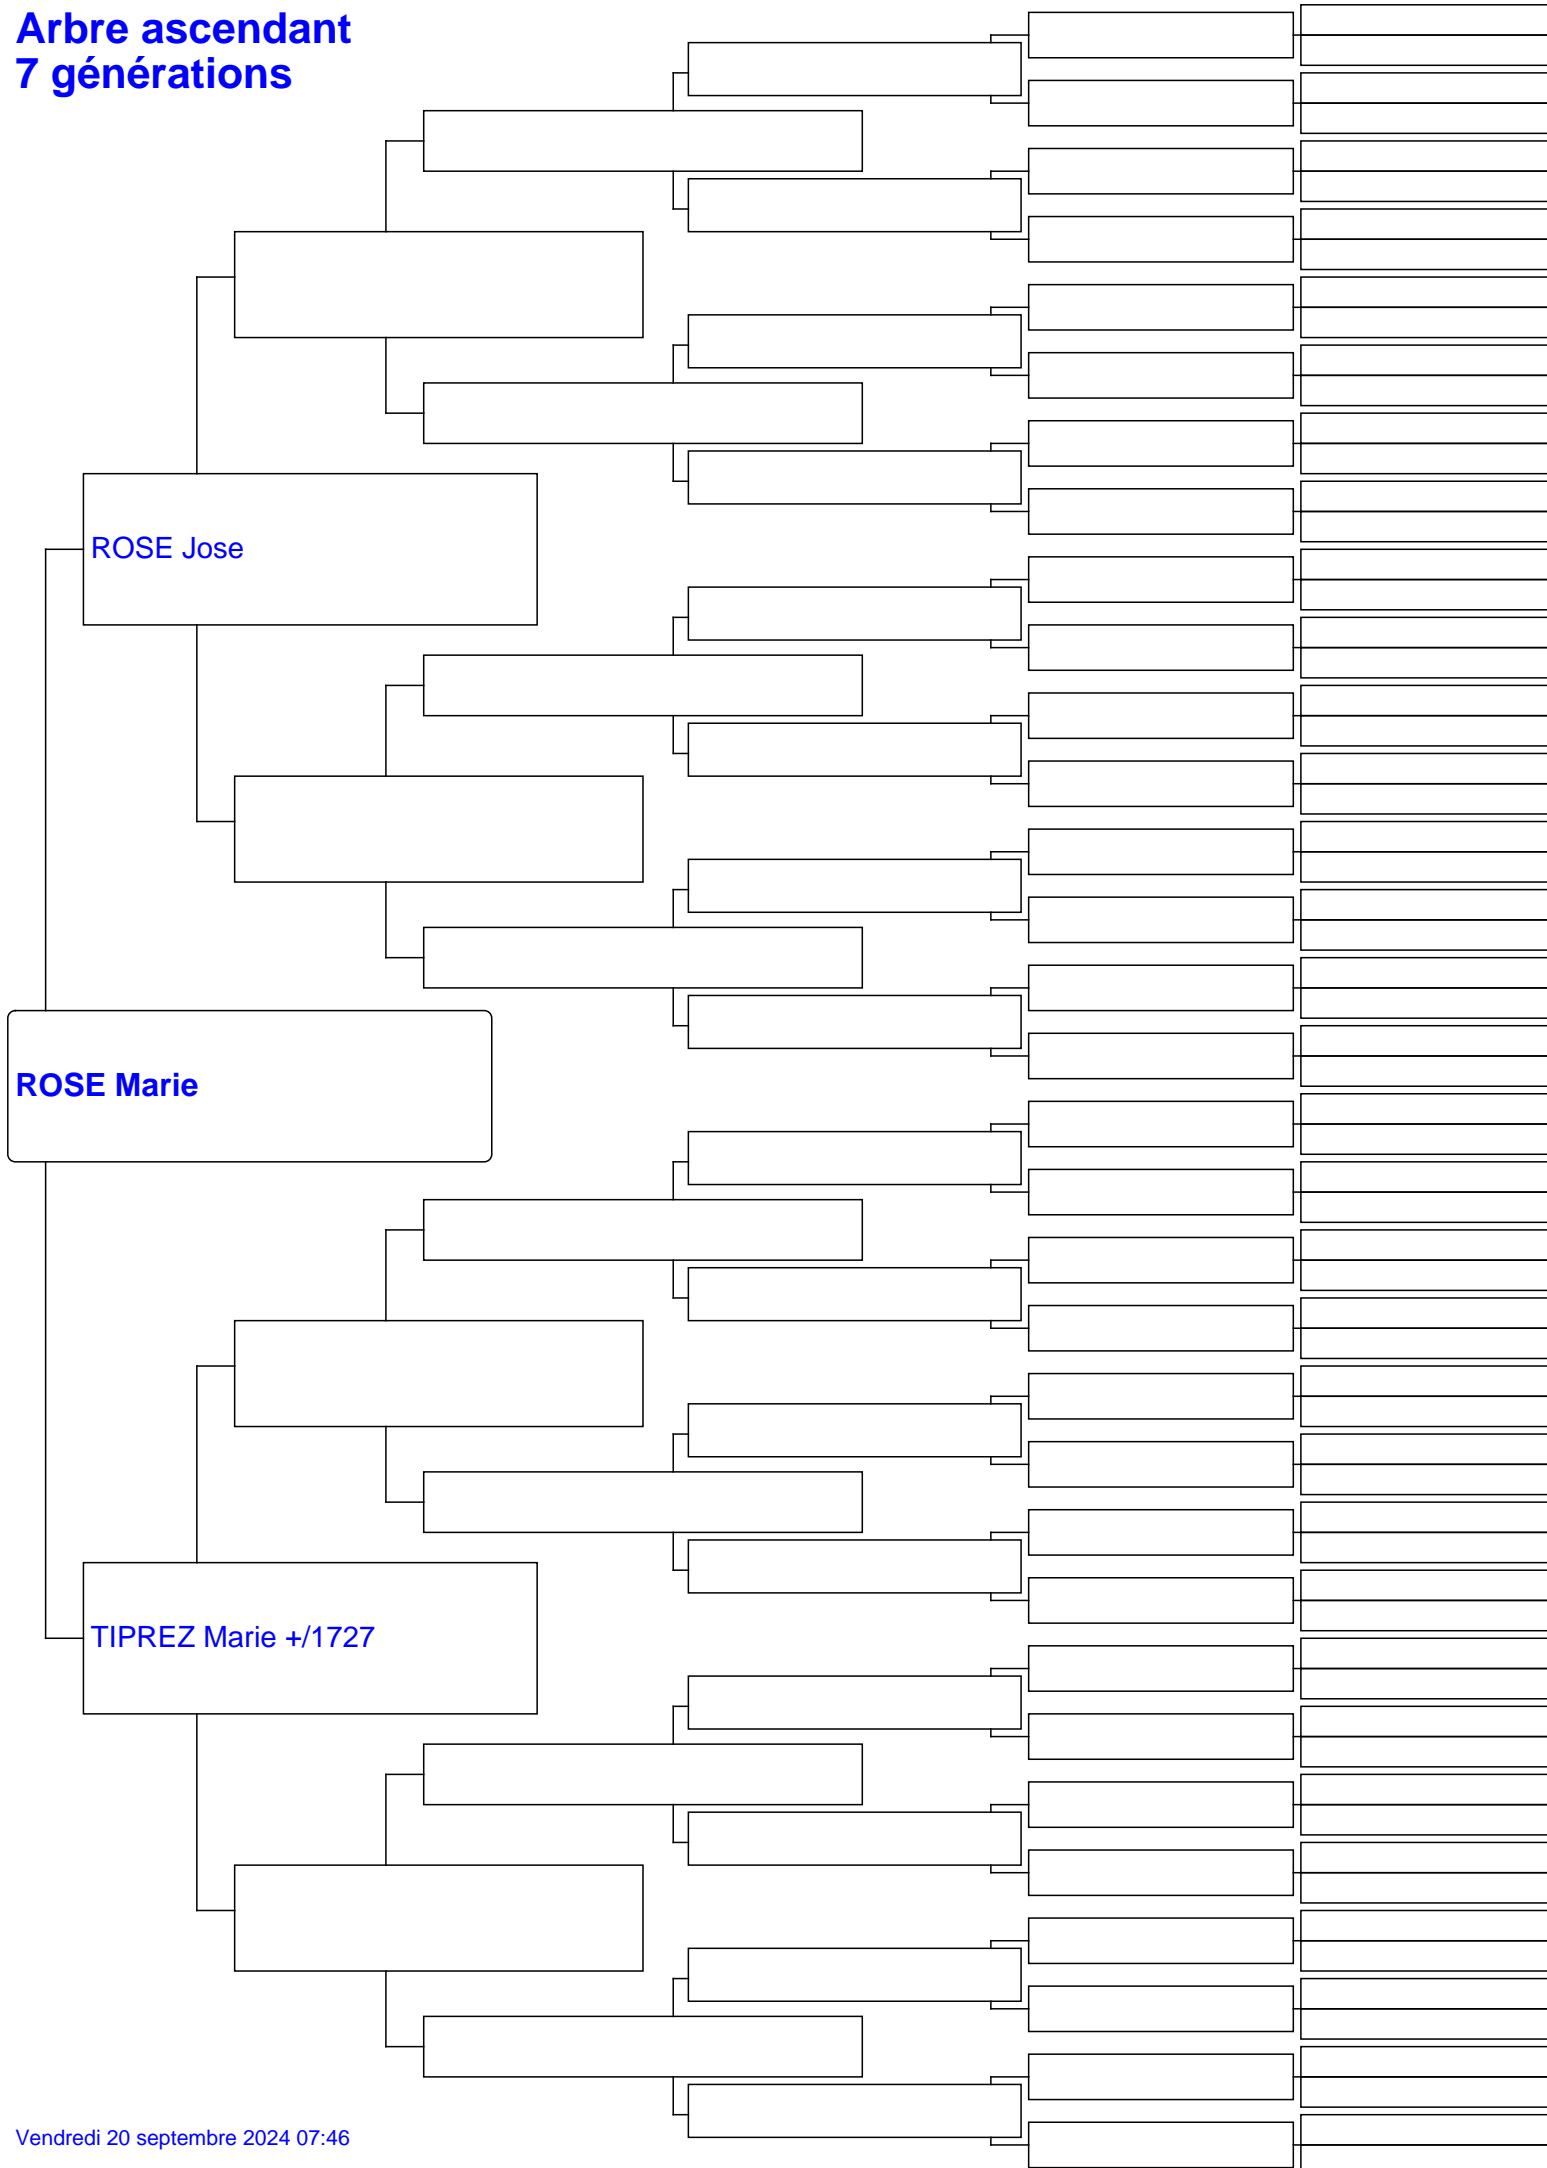 Arbre ascendant
7 générations
ROSE Jose
ROSE Marie
TIPREZ Marie +/1727
Vendredi 20 septembre 2024 07:46